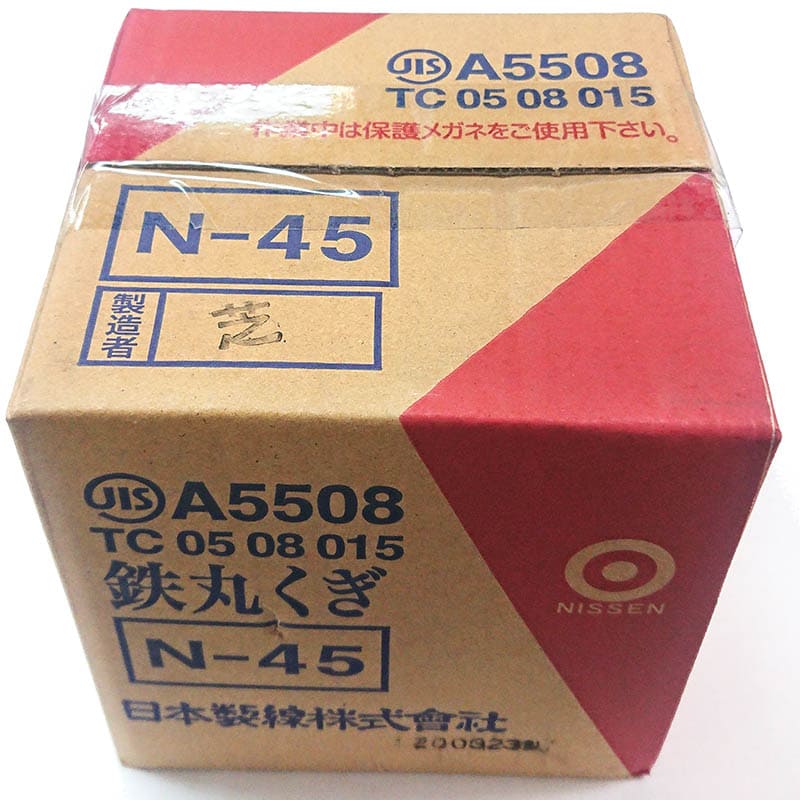 JIS A5508
TC 05 08 015
作業中は保護メガネをご使用下さい。
N-45
製造者
芝
JIS A5508
TC 05 08 015
鉄丸くぎ
N-45
NISSEN
日本製線株式會社